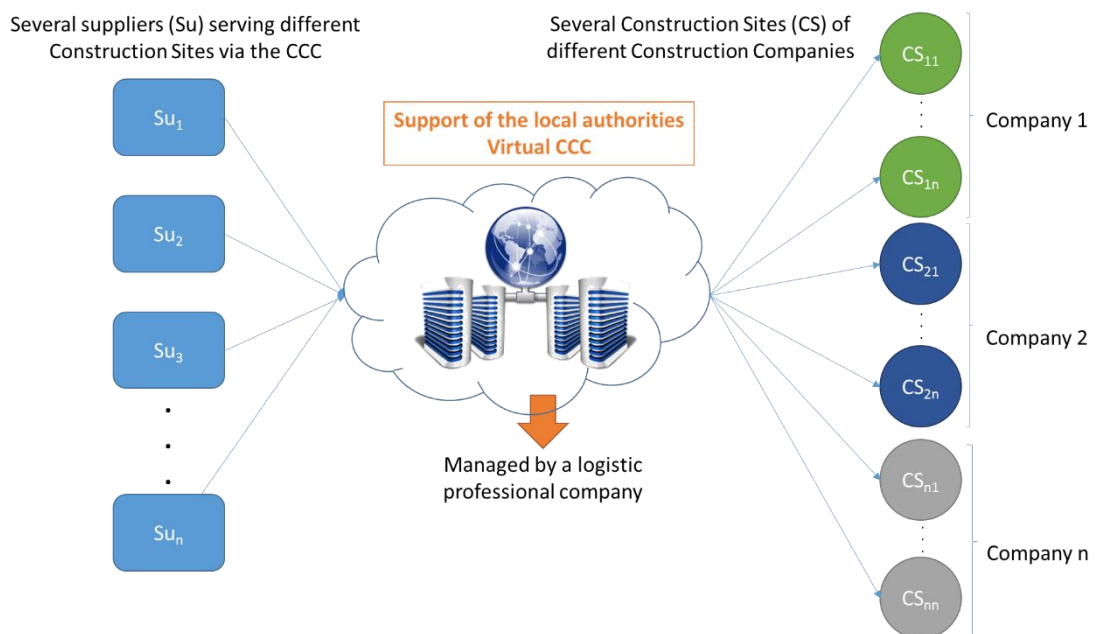 Several suppliers (Su) serving different
Construction Sites via the CCC
Several Construction Sites (CS) of
different Construction Companies
Su₁
Su₂
Su₃
.
.
.
Suₙ
Support of the local authorities
Virtual CCC
Managed by a logistic
professional company
CS₁₁
.....
CS₁ₙ
Company 1
CS₂₁
.....
CS₂ₙ
Company 2
CSₙ₁
.....
CSₙₙ
Company n